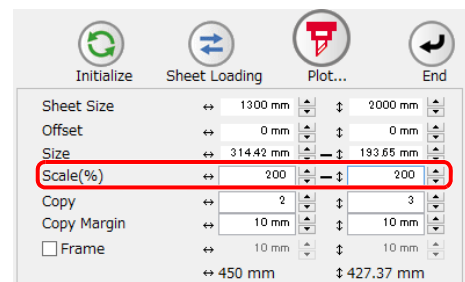 Initialize Sheet Loading Plot... End
Sheet Size ↔ 1300 mm ↕ 2000 mm
Offset ↔ 0 mm ↕ 0 mm
Size ↔ 314.42 mm ↕ 193.65 mm
Scale(%) ↔ 200 ↕ 200
Copy ↔ 2 ↕ 3
Copy Margin ↔ 10 mm ↕ 10 mm
Frame ↔ 10 mm ↕ 10 mm
↔ 450 mm ↕ 427.37 mm